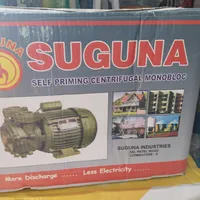 SUGUNA
SELF PRIMING CENTRIFUGAL MONOBLOC
SUGUNA INDUSTRIES
More Discharge ...... Less Electricity ......